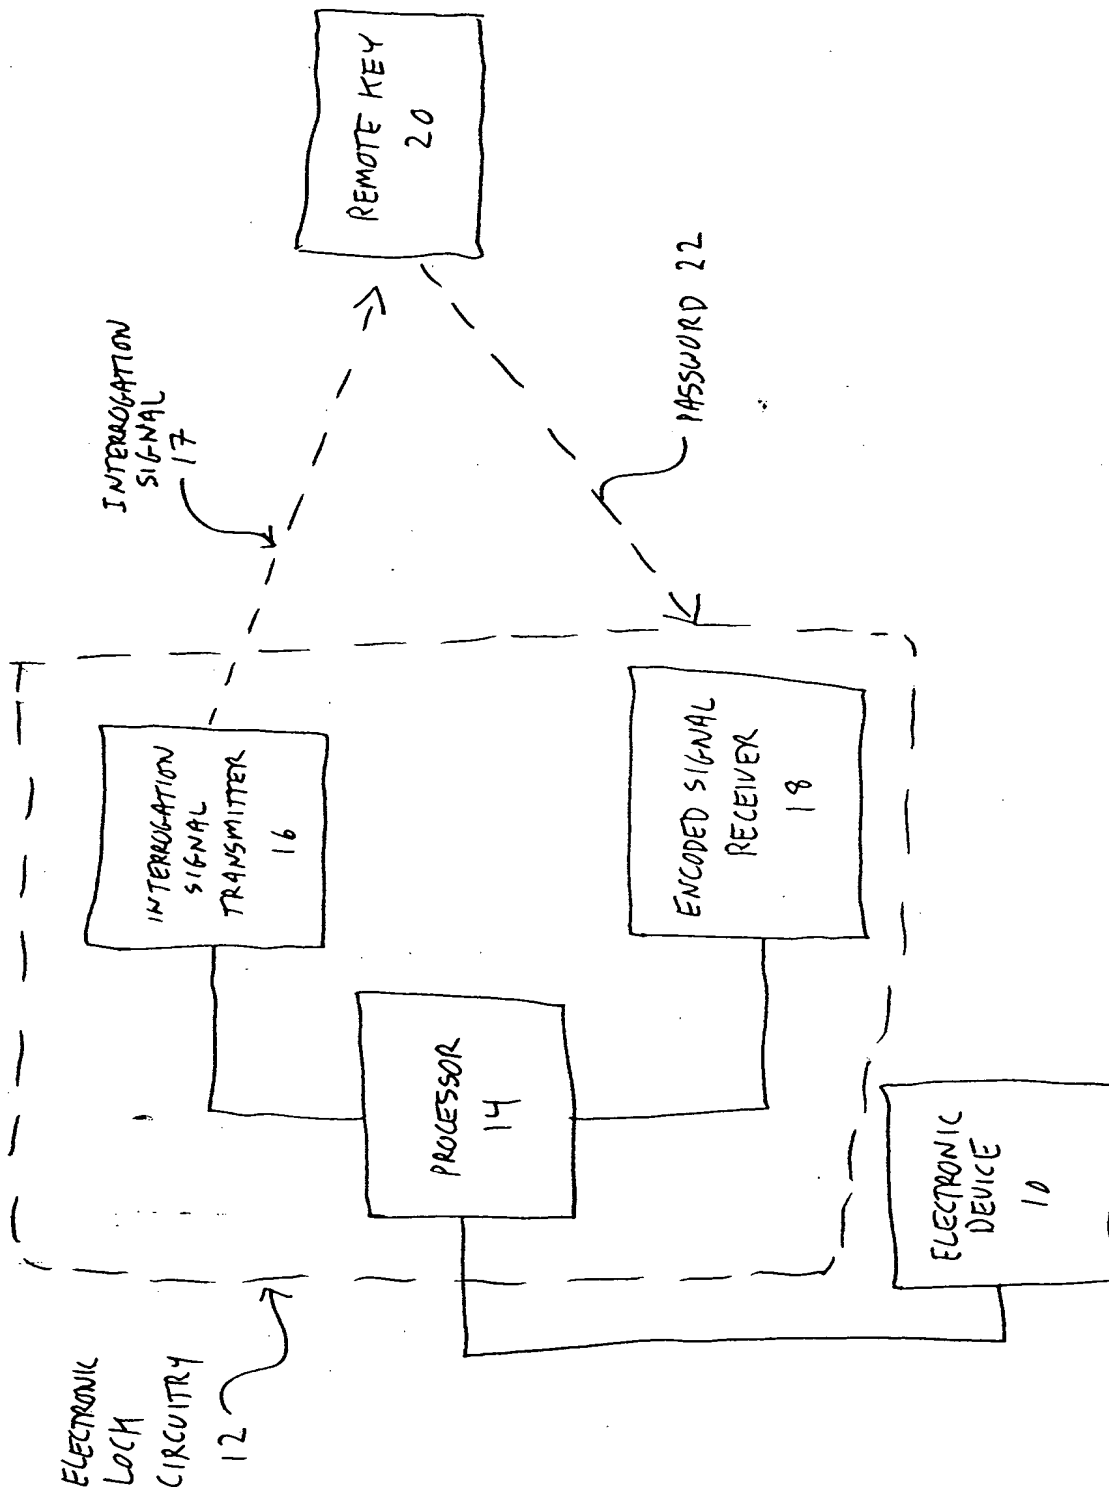 ELECTRONIC
LOCK
CIRCUITRY
12
INTERROGATION
SIGNAL
TRANSMITTER
16
INTERROGATION
SIGNAL
17
REMOTE KEY
20
PROCESSOR
14
ENCODED SIGNAL
RECEIVER
18
PASSWORD 22
ELECTRONIC
DEVICE
10